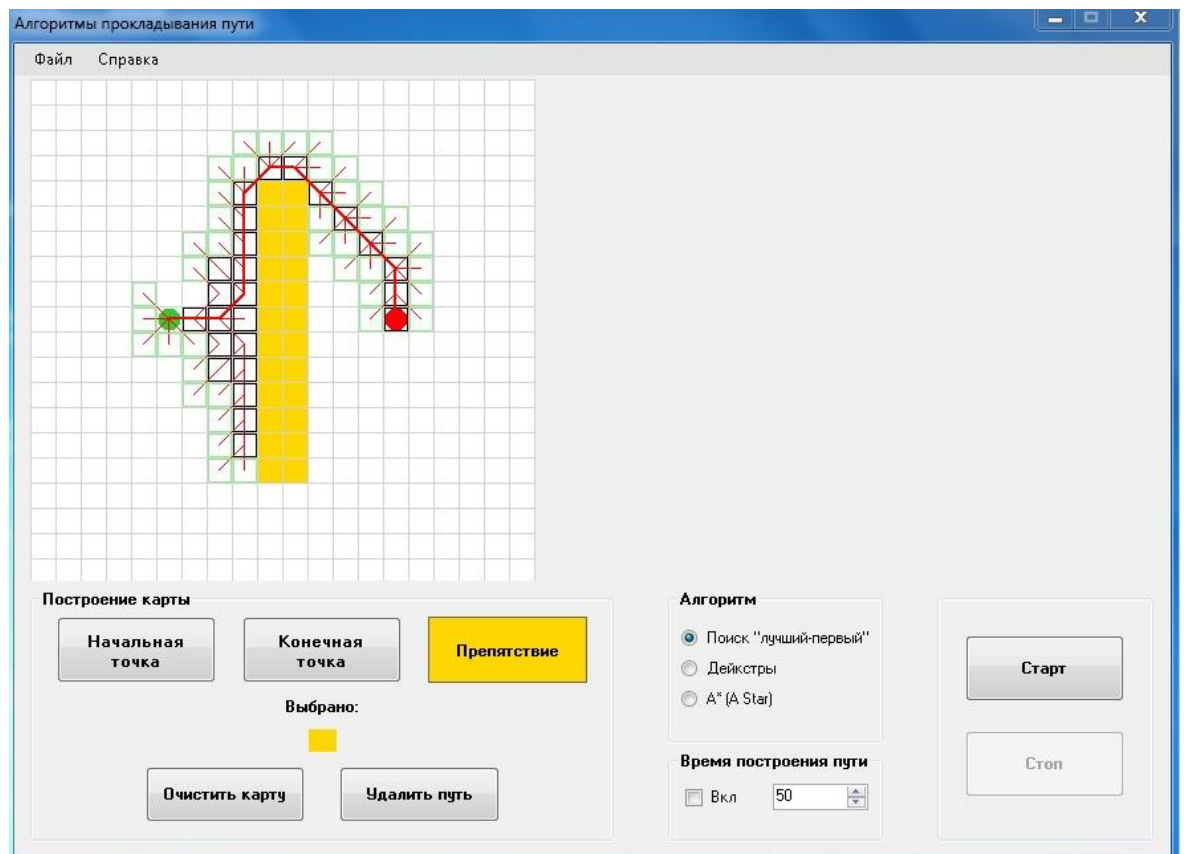 Алгоритмы прокладывания пути
Файл Справка
Построение карты
Начальная
точка
Конечная
точка
Препятствие
Выбрано:
Очистить карту
Удалить путь
Алгоритм
Поиск "лучший-первый"
Дейкстры
A* (A Star)
Время построения пути
Вкл 50
Старт
Стоп